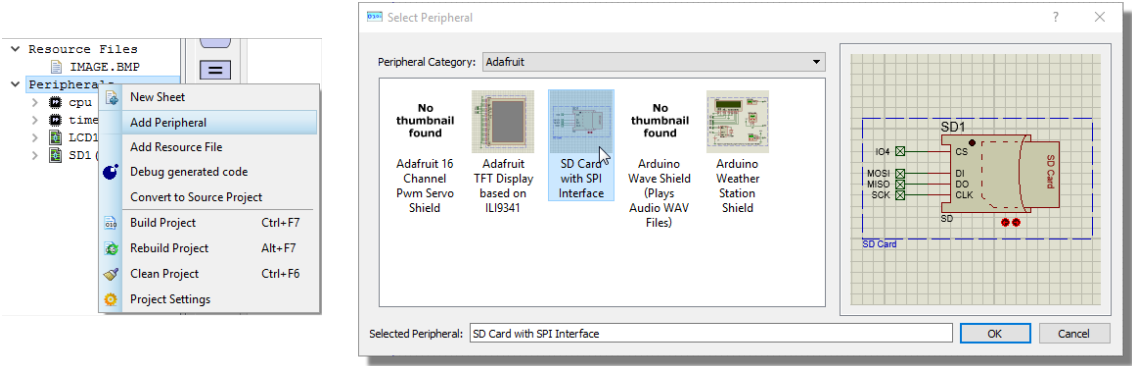 Resource Files
IMAGE.BMP
Peripherals
cpu
time
LCD1
SD1 (
New Sheet
Add Peripheral
Add Resource File
Debug generated code
Convert to Source Project
Build Project Ctrl+F7
Rebuild Project Alt+F7
Clean Project Ctrl+F6
Project Settings
Select Peripheral
Peripheral Category: Adafruit
No
thumbnail
found
Adafruit 16
Channel
Pwm Servo
Shield
Adafruit
TFT Display
based on
ILI9341
SD Card
with SPI
Interface
No
thumbnail
found
Arduino
Wave Shield
(Plays
Audio WAV
Files)
Arduino
Weather
Station
Shield
SD1
IO4 CS
MOSI DI
MISO DO
SCK CLK
SD Card
SD
SD Card
Selected Peripheral: SD Card with SPI Interface
OK
Cancel